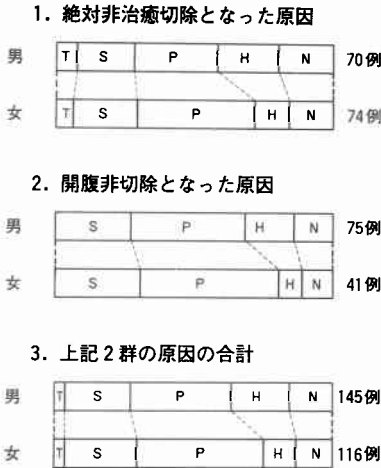 1. 絶対非治癒切除となった原因
男 T S P H N 70例
女 T S P H N 74例
2. 開腹非切除となった原因
男 S P H N 75例
女 S P H N 41例
3. 上記2群の原因の合計
男 T S P H N 145例
女 T S P H N 116例